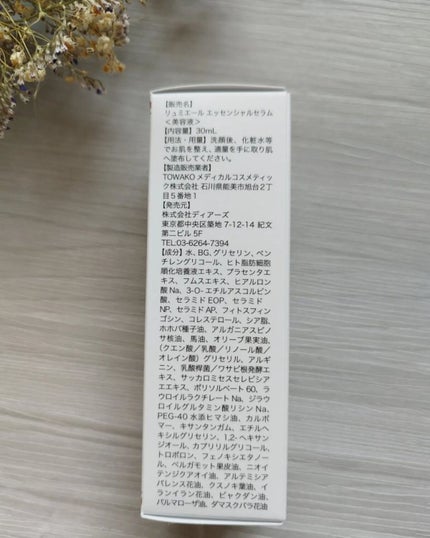 【販売名】
リュミエール エッセンシャルセラム
＜美容液＞
【内容量】30mL
【用法・用量】洗顔後、化粧水等
でお肌を整え、適量を手に取り肌
へ塗布してください。
【製造販売業者】
TOWAKO メディカルコスメティッ
ク株式会社 石川県能美市旭台2丁
目5番地1
【発売元】
株式会社ディアーズ
東京都中央区築地 7-12-14 紀文
第二ビル 5F
TEL:03-6264-7394
【成分】水、BG、グリセリン、ペン
チレングリコール、ヒト脂肪細胞
順化培養液エキス、プラセンタエ
キス、フムスエキス、ヒアルロン
酸Na、3-O-エチルアスコルビン
酸、セラミド EOP、セラミド
NP、セラミド AP、フィトスフィン
ゴシン、コレステロール、シア脂、
ホホバ種子油、アルガニアスピノ
サ核油、馬油、オリーブ果実油、
(クエン酸／乳酸／リノール酸／
オレイン酸) グリセリル、アルギ
ニン、乳酸桿菌／ワサビ根発酵エ
キス、サッカロミセスセレビシア
エエキス、ポリソルベート 60、ラ
ウロイルラクチレートNa、ジラウ
ロイルグルタミン酸リシン Na、
PEG-40 水添ヒマシ油、カルボ
マー、キサンタンガム、エチルヘ
キシルグリセリン、1,2-ヘキサン
ジオール、カプリリルグリコール、
トロポロン、フェノキシエタノー
ル、ベルガモット果皮油、ニオイ
テンジクアオイ油、アルテミシア
パレンス花油、クスノキ葉油、イ
ランイラン花油、ビャクダン油、
パルマローザ油、ダマスクバラ花油